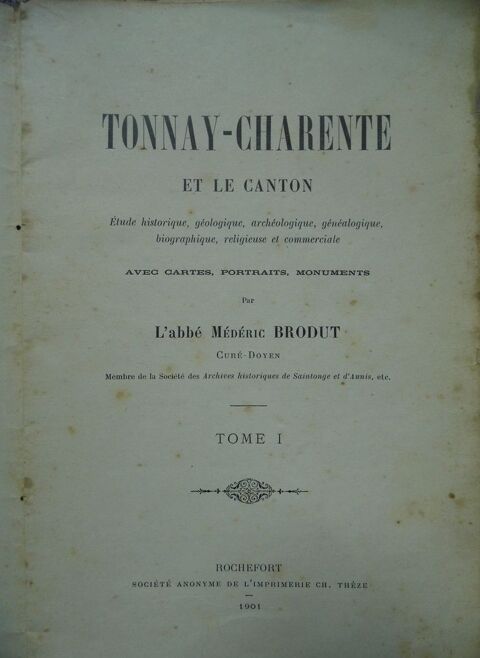 TONNAY-CHARENTE
ET LE CANTON
Étude historique, géologique, archéologique, généalogique,
biographique, religieuse et commerciale
AVEC CARTES, PORTRAITS, MONUMENTS
Par
L'abbé MÉDÉRIC BRODUT
CURÉ-DOYEN
Membre de la Société des Archives historiques de Saintonge et d'Aunis, etc.
TOME I
ROCHEFORT
SOCIÉTÉ ANONYME DE L'IMPRIMERIE CH. THÈZE
1901